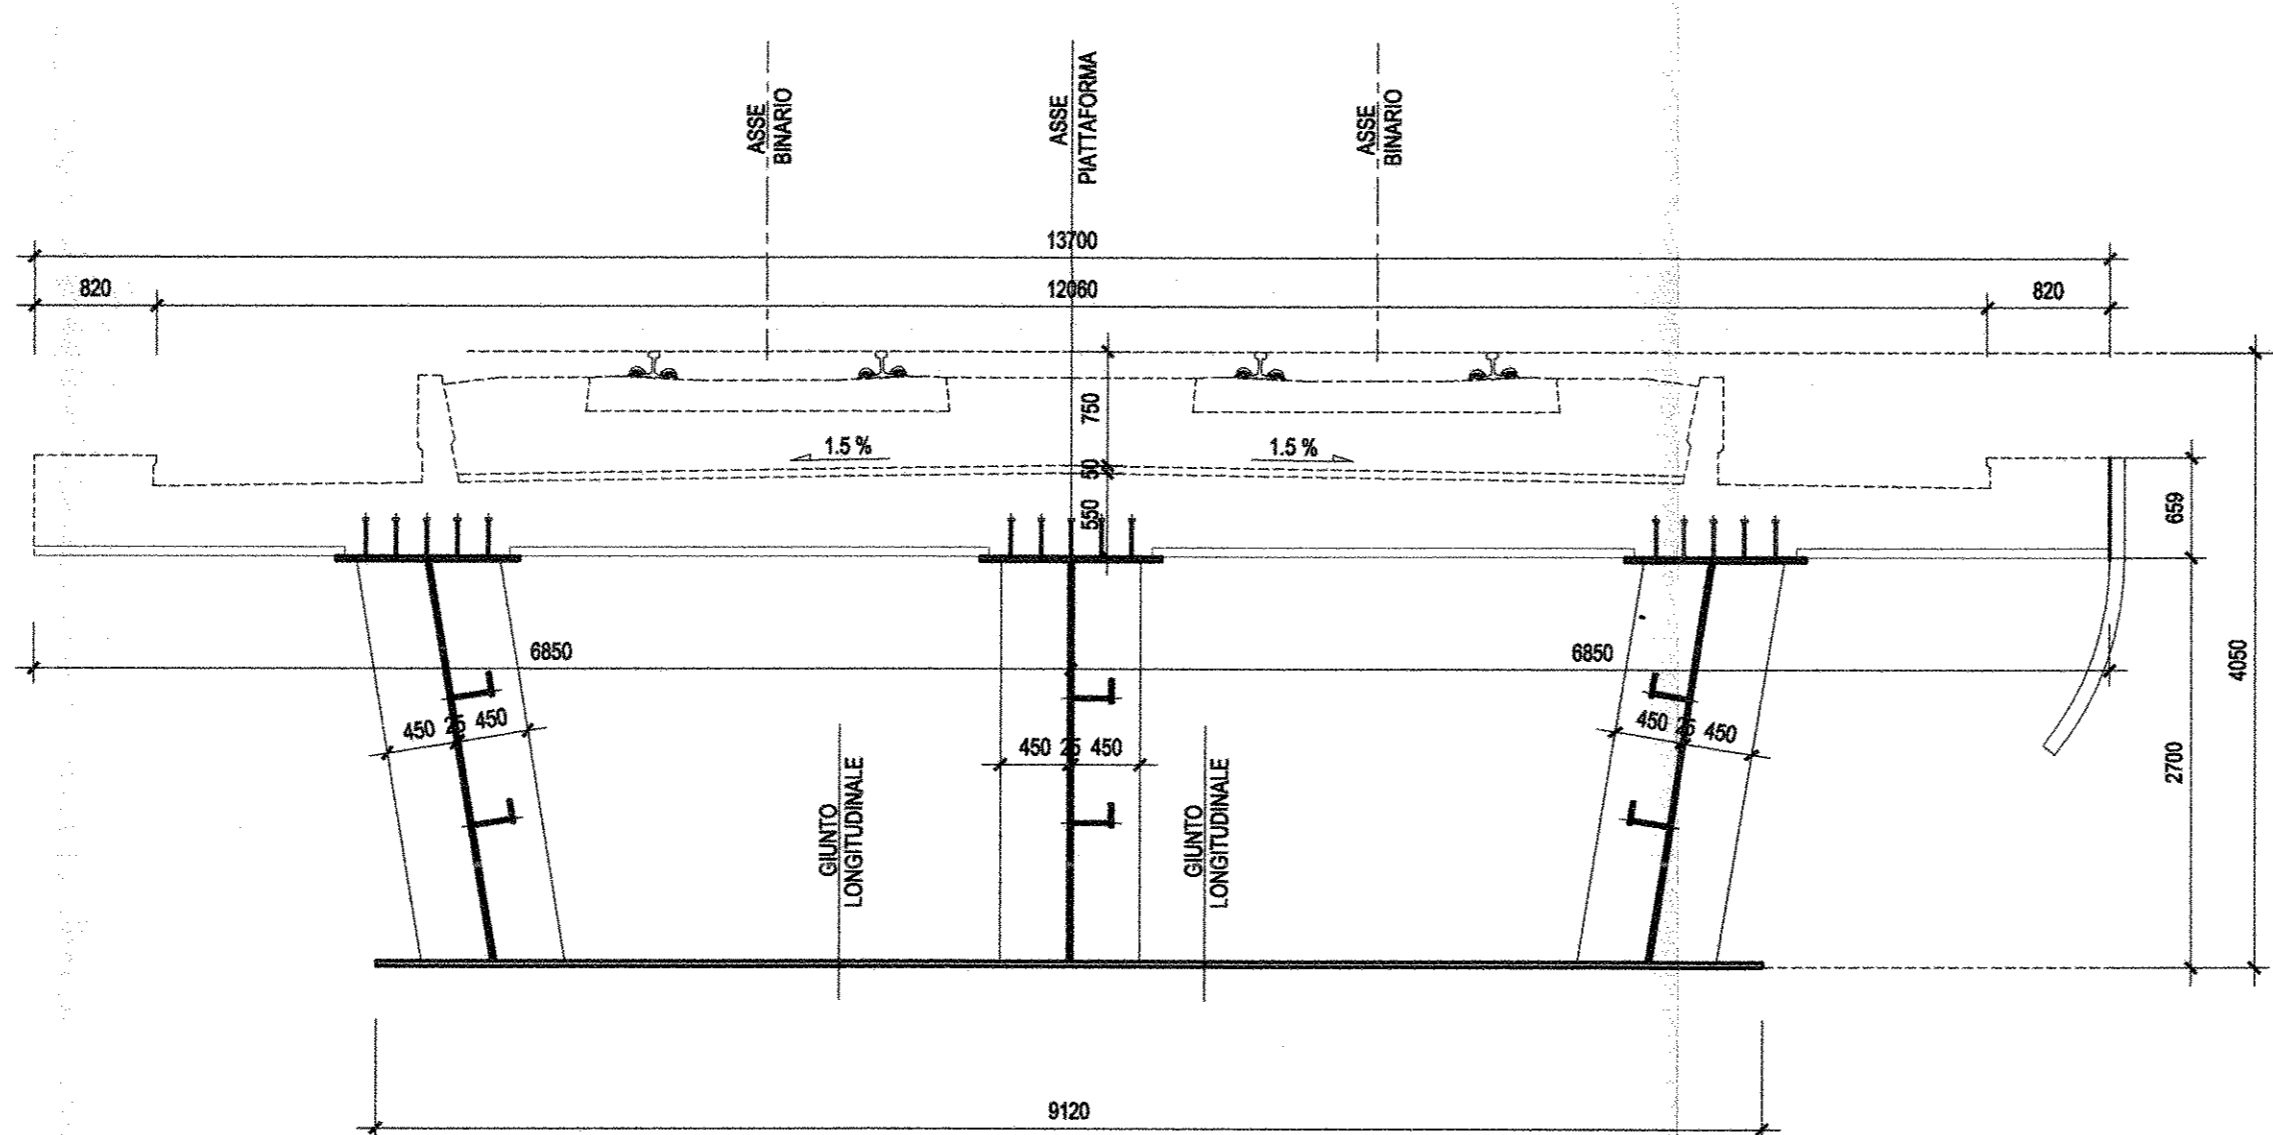 ASSE
BINARIO
ASSE
PIATTAFORMA
ASSE
BINARIO
13700
820
12060
820
750
1.5 %
1.5 %
50
550
659
6850
6850
4050
450 25 450
450 25 450
450 25 450
2700
GIUNTO
LONGITUDINALE
GIUNTO
LONGITUDINALE
9120